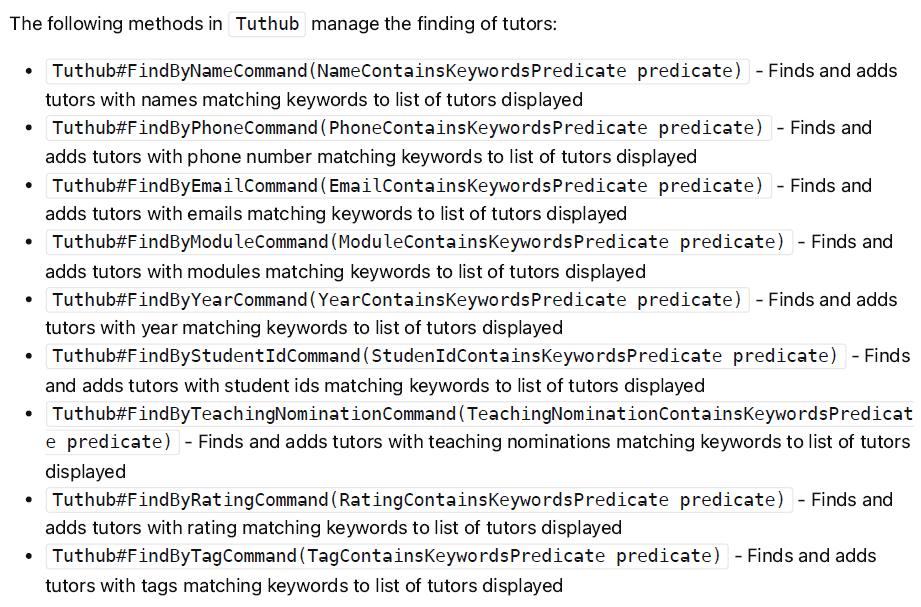 The following methods in Tuthub manage the finding of tutors:
• Tuthub#FindByNameCommand(NameContainsKeywordsPredicate predicate) - Finds and adds
tutors with names matching keywords to list of tutors displayed
• Tuthub#FindByPhoneCommand(PhoneContainsKeywordsPredicate predicate) - Finds and
adds tutors with phone number matching keywords to list of tutors displayed
• Tuthub#FindByEmailCommand(EmailContainsKeywordsPredicate predicate) - Finds and
adds tutors with emails matching keywords to list of tutors displayed
• Tuthub#FindByModuleCommand(ModuleContainsKeywordsPredicate predicate) - Finds and
adds tutors with modules matching keywords to list of tutors displayed
• Tuthub#FindByYearCommand(YearContainsKeywordsPredicate predicate) - Finds and adds
tutors with year matching keywords to list of tutors displayed
• Tuthub#FindByStudentIdCommand(StudenIdContainsKeywordsPredicate predicate) - Finds
and adds tutors with student ids matching keywords to list of tutors displayed
• Tuthub#FindByTeachingNominationCommand(TeachingNominationContainsKeywordsPredicat
e predicate) - Finds and adds tutors with teaching nominations matching keywords to list of tutors
displayed
• Tuthub#FindByRatingCommand(RatingContainsKeywordsPredicate predicate) - Finds and
adds tutors with rating matching keywords to list of tutors displayed
• Tuthub#FindByTagCommand(TagContainsKeywordsPredicate predicate) - Finds and adds
tutors with tags matching keywords to list of tutors displayed